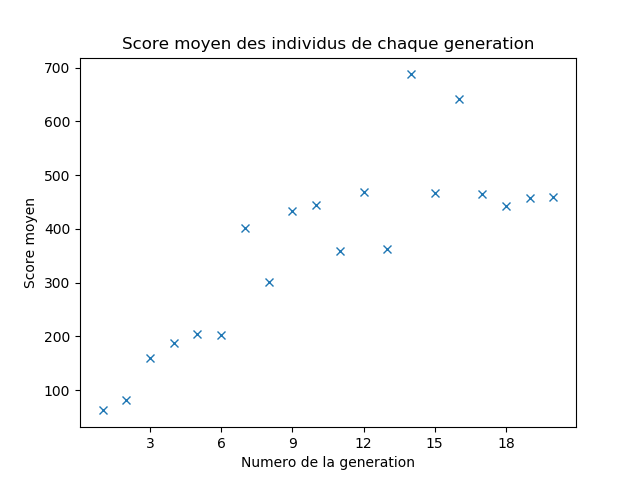 Score moyen des individus de chaque generation
700
600
500
400
300
200
100
Score moyen
3 6 9 12 15 18
Numero de la generation